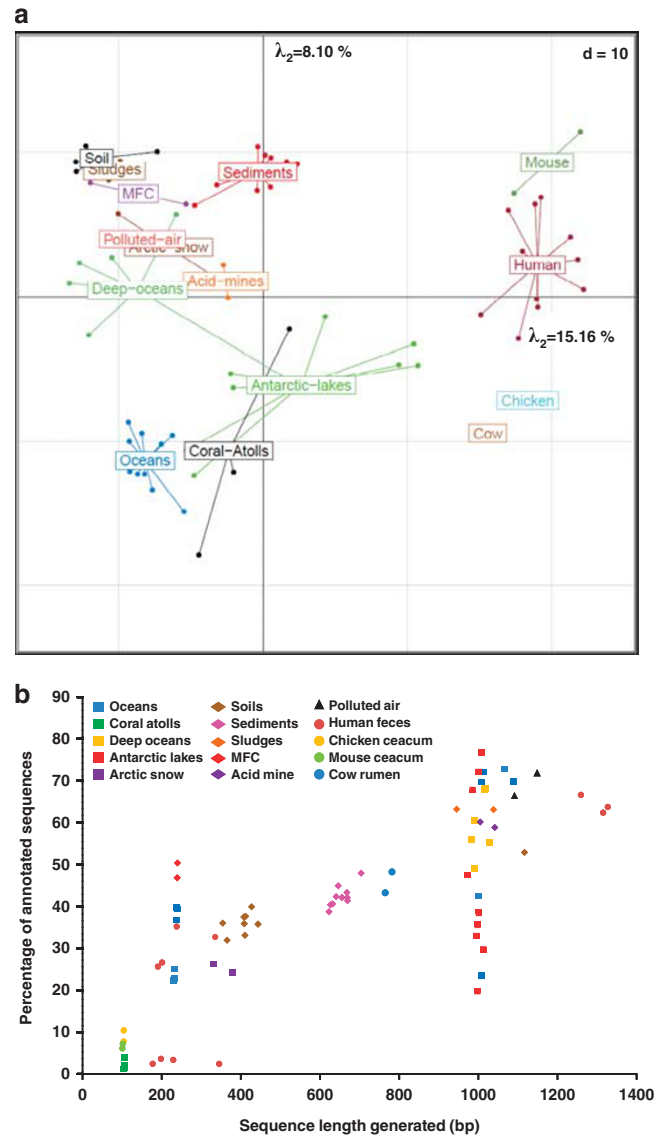 a
λ2=8.10 %
d = 10
Soil
Sludges
MFC
Sediments
Mouse
Polluted-air
Arctic-snow
Human
Acid-mines
Deep-oceans
λ2=15.16 %
Antarctic-lakes
Chicken
Cow
Coral-Atolls
Oceans
b
90
80
70
60
50
40
30
20
10
0
Percentage of annotated sequences
Oceans
Coral atolls
Deep oceans
Antarctic lakes
Arctic snow
Soils
Sediments
Sludges
MFC
Acid mine
Polluted air
Human feces
Chicken ceacum
Mouse ceacum
Cow rumen
0 200 400 600 800 1000 1200 1400
Sequence length generated (bp)